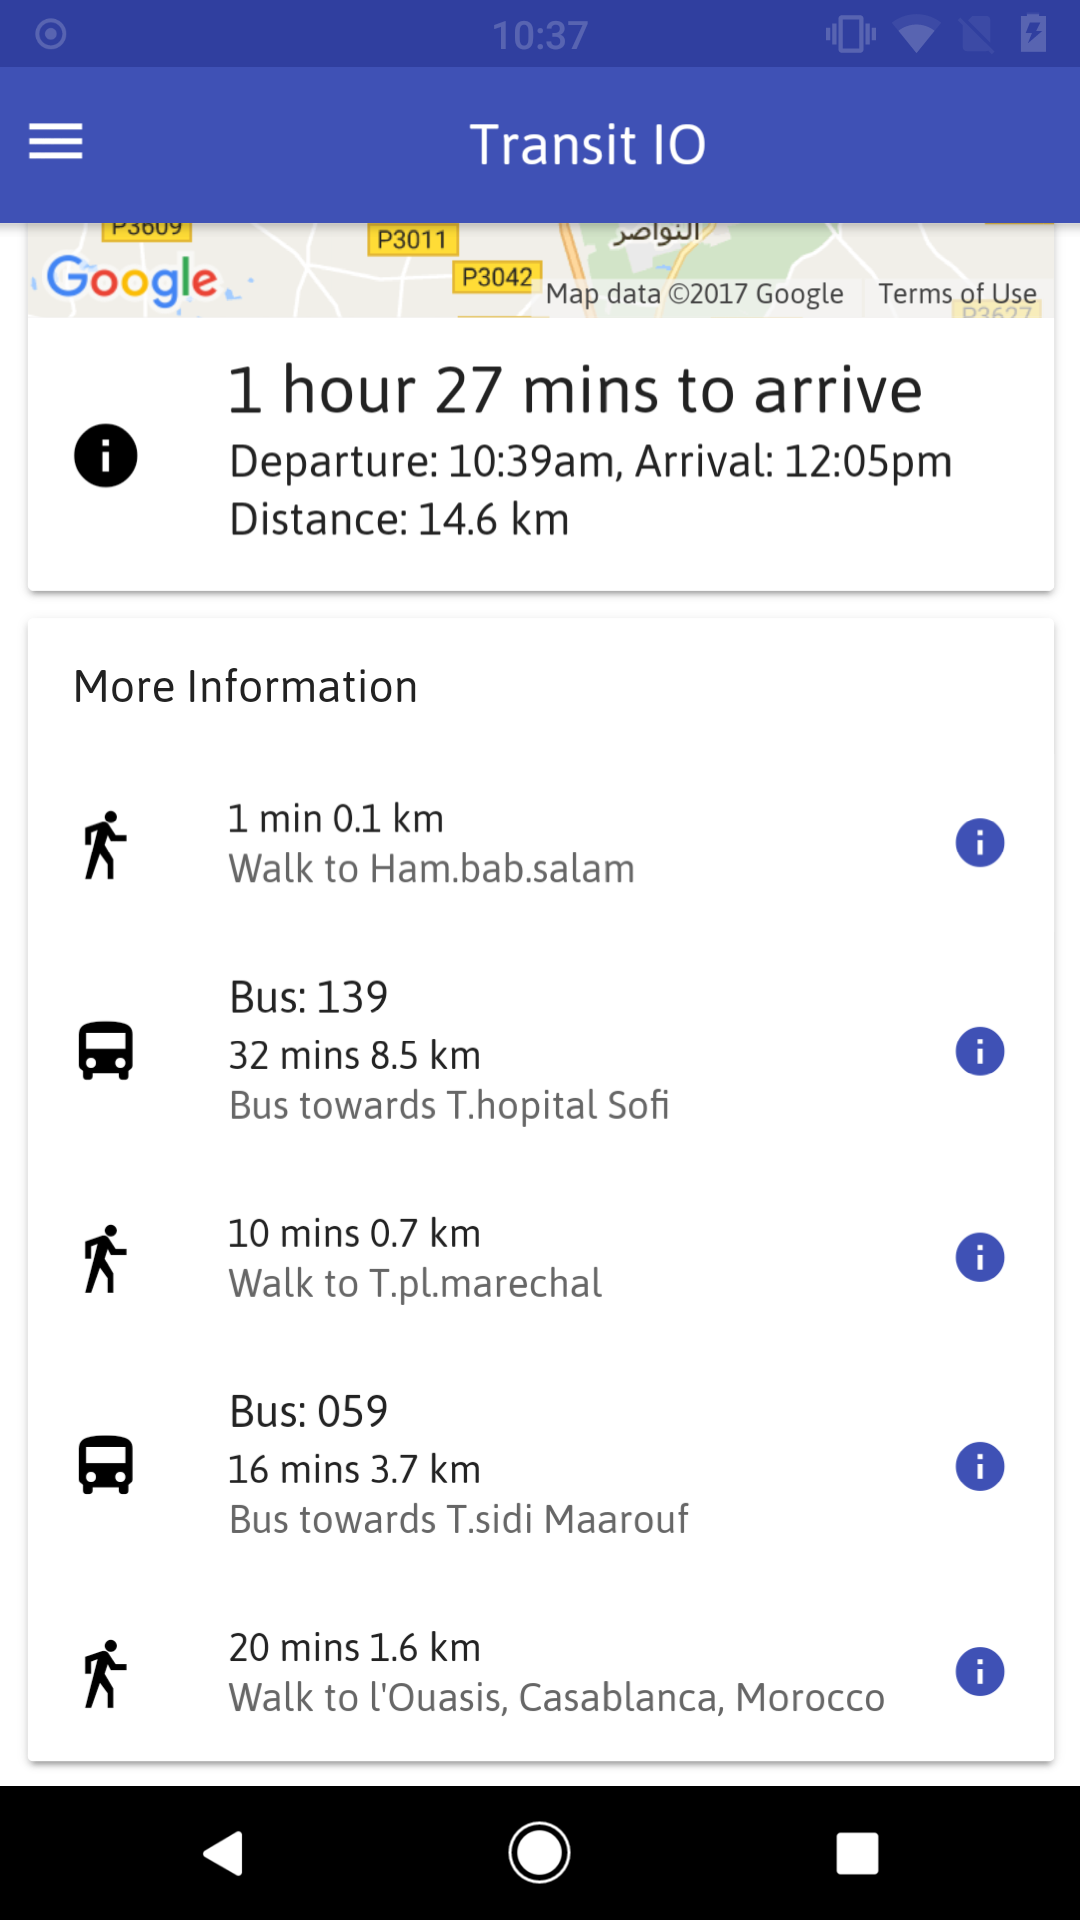 10:37
Transit IO
P3609
P3011
النواصر
P3042
Google
Map data ©2017 Google
Terms of Use
P3627
1 hour 27 mins to arrive
Departure: 10:39am, Arrival: 12:05pm
Distance: 14.6 km
More Information
1 min 0.1 km
Walk to Ham.bab.salam
Bus: 139
32 mins 8.5 km
Bus towards T.hopital Sofi
10 mins 0.7 km
Walk to T.pl.marechal
Bus: 059
16 mins 3.7 km
Bus towards T.sidi Maarouf
20 mins 1.6 km
Walk to l'Ouasis, Casablanca, Morocco